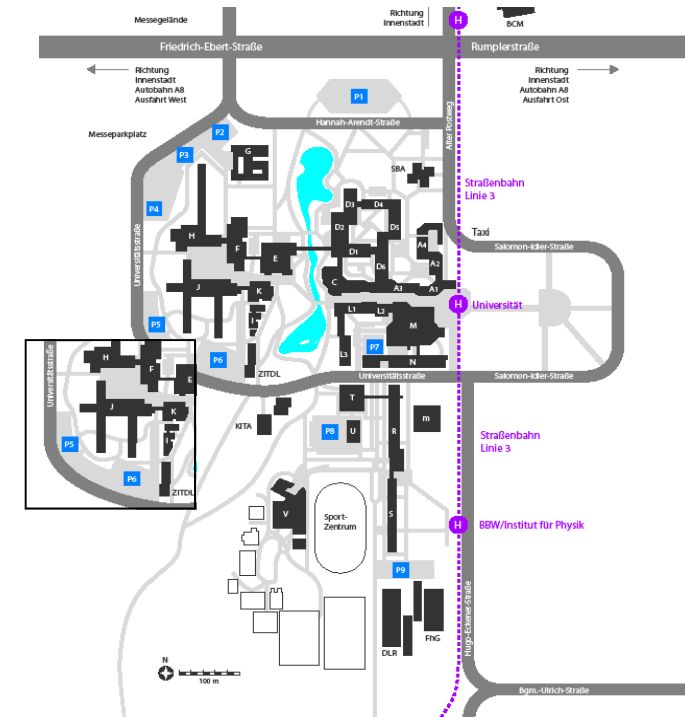 Messegelände
Richtung
Innenstadt
H
BCM
Friedrich-Ebert-Straße
Rumplerstraße
Richtung
Innenstadt
Autobahn A8
Ausfahrt West
Richtung
Innenstadt
Autobahn A8
Ausfahrt Ost
P1
Hannah-Arendt-Straße
Alter Postweg
Messeparkplatz
P2
P3
G
SBA
Straßenbahn
Linie 3
P4
D3
D4
H
F
D2
D5
A4
Taxi
Universitätsstraße
E
D1
D6
A2
Salomon-Idler-Straße
J
K
C
A3
A1
H
Universität
I
L1
L2
M
P5
P6
L3
P7
N
ZITDL
Universitätsstraße
Salomon-Idler-Straße
Universitätsstraße
H
F
E
J
K
I
P5
P6
ZITDL
KITA
T
P8
U
R
m
Straßenbahn
Linie 3
V
Sport-
Zentrum
S
H
BBW/Institut für Physik
P9
DLR
FhG
Hugo-Eckener-Straße
N
100 m
Bgm.-Ulrich-Straße